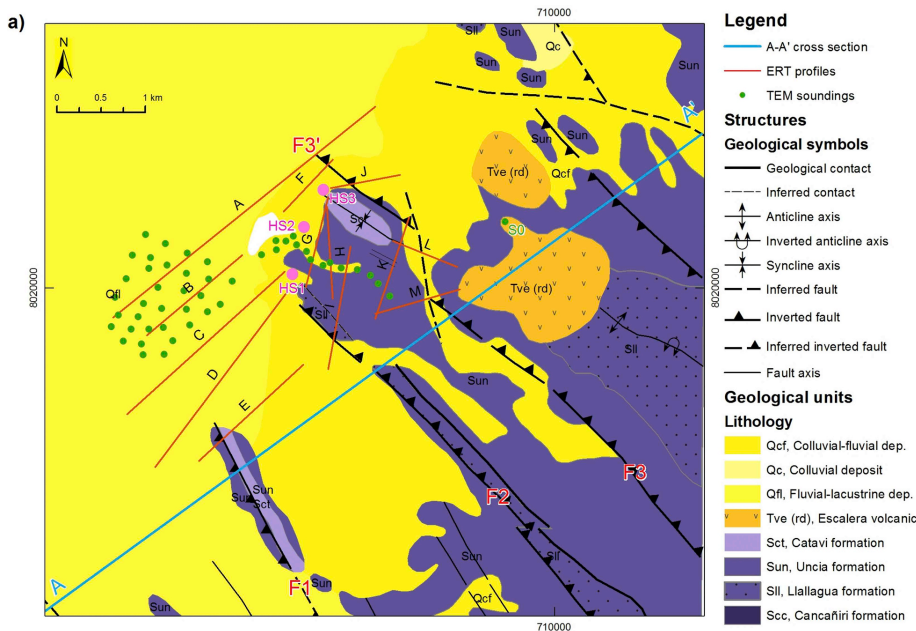 a)
710000
N
0 0.5 1 km
8020000
8020000
710000
Sll
Sun
Qc
Sun
Sun
Sun
A'
F3'
J
F
A
HS3
Tve (rd)
Sun
Sun
Qcf
HS2
G
H
L
K
S0
HS1
B
Qfl
C
M
Tve (rd)
Sll
Sll
D
E
Sun
F3
F2
Sun
Sun
Sct
Sun
Sll
F1
Sun
Qcf
A
Sun
Legend
A-A' cross section
ERT profiles
TEM soundings
Structures
Geological symbols
Geological contact
Inferred contact
Anticline axis
Inverted anticline axis
Syncline axis
Inferred fault
Inverted fault
Inferred inverted fault
Fault axis
Geological units
Lithology
Qcf, Colluvial-fluvial dep.
Qc, Colluvial deposit
Qfl, Fluvial-lacustrine dep.
Tve (rd), Escalera volcanic
Sct, Catavi formation
Sun, Uncia formation
Sll, Llallagua formation
Scc, Cancañiri formation